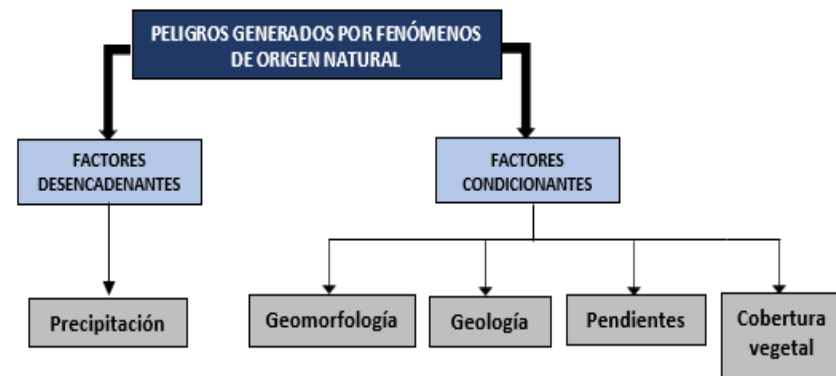 PELIGROS GENERADOS POR FENÓMENOS
DE ORIGEN NATURAL
FACTORES
DESENCADENANTES
FACTORES
CONDICIONANTES
Precipitación
Geomorfología
Geología
Pendientes
Cobertura
vegetal